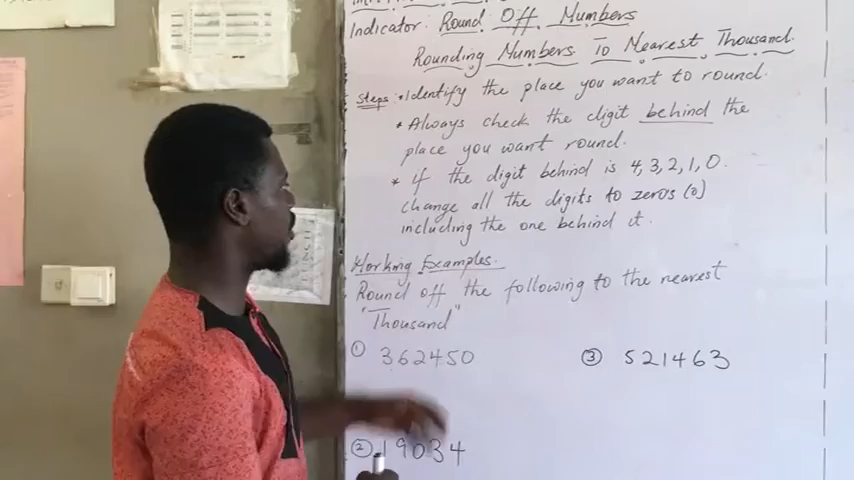 Indicator: Round Off Numbers
Rounding Numbers To Nearest Thousand.
Steps: • Identify the place you want to round.
* Always check the digit behind the
place you want round.
* if the digit behind is 4, 3, 2, 1, 0.
change all the digits to zeros (0)
including the one behind it.
Working Examples.
Round off the following to the nearest
"Thousand"
① 362450
③ 521463
② 19034